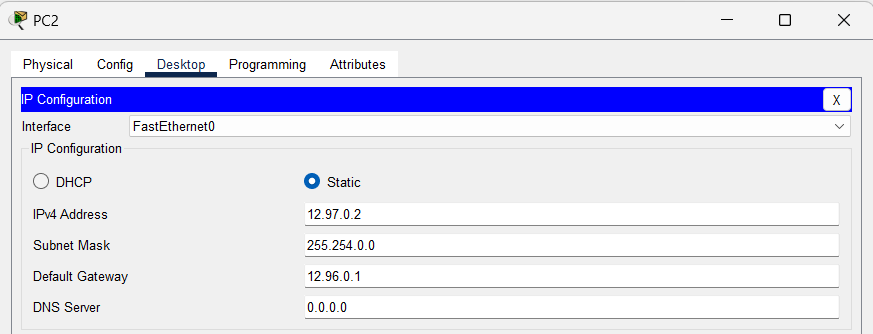 PC2
Physical Config Desktop Programming Attributes
IP Configuration X
Interface FastEthernet0
IP Configuration
DHCP Static
IPv4 Address 12.97.0.2
Subnet Mask 255.254.0.0
Default Gateway 12.96.0.1
DNS Server 0.0.0.0